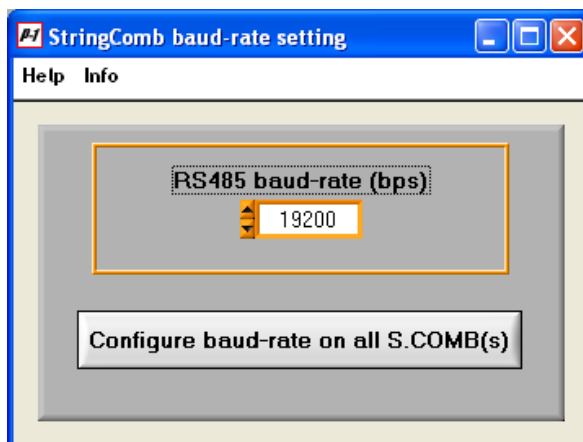 StringComb baud-rate setting
Help Info
RS485 baud-rate (bps)
19200
Configure baud-rate on all S.COMB(s)